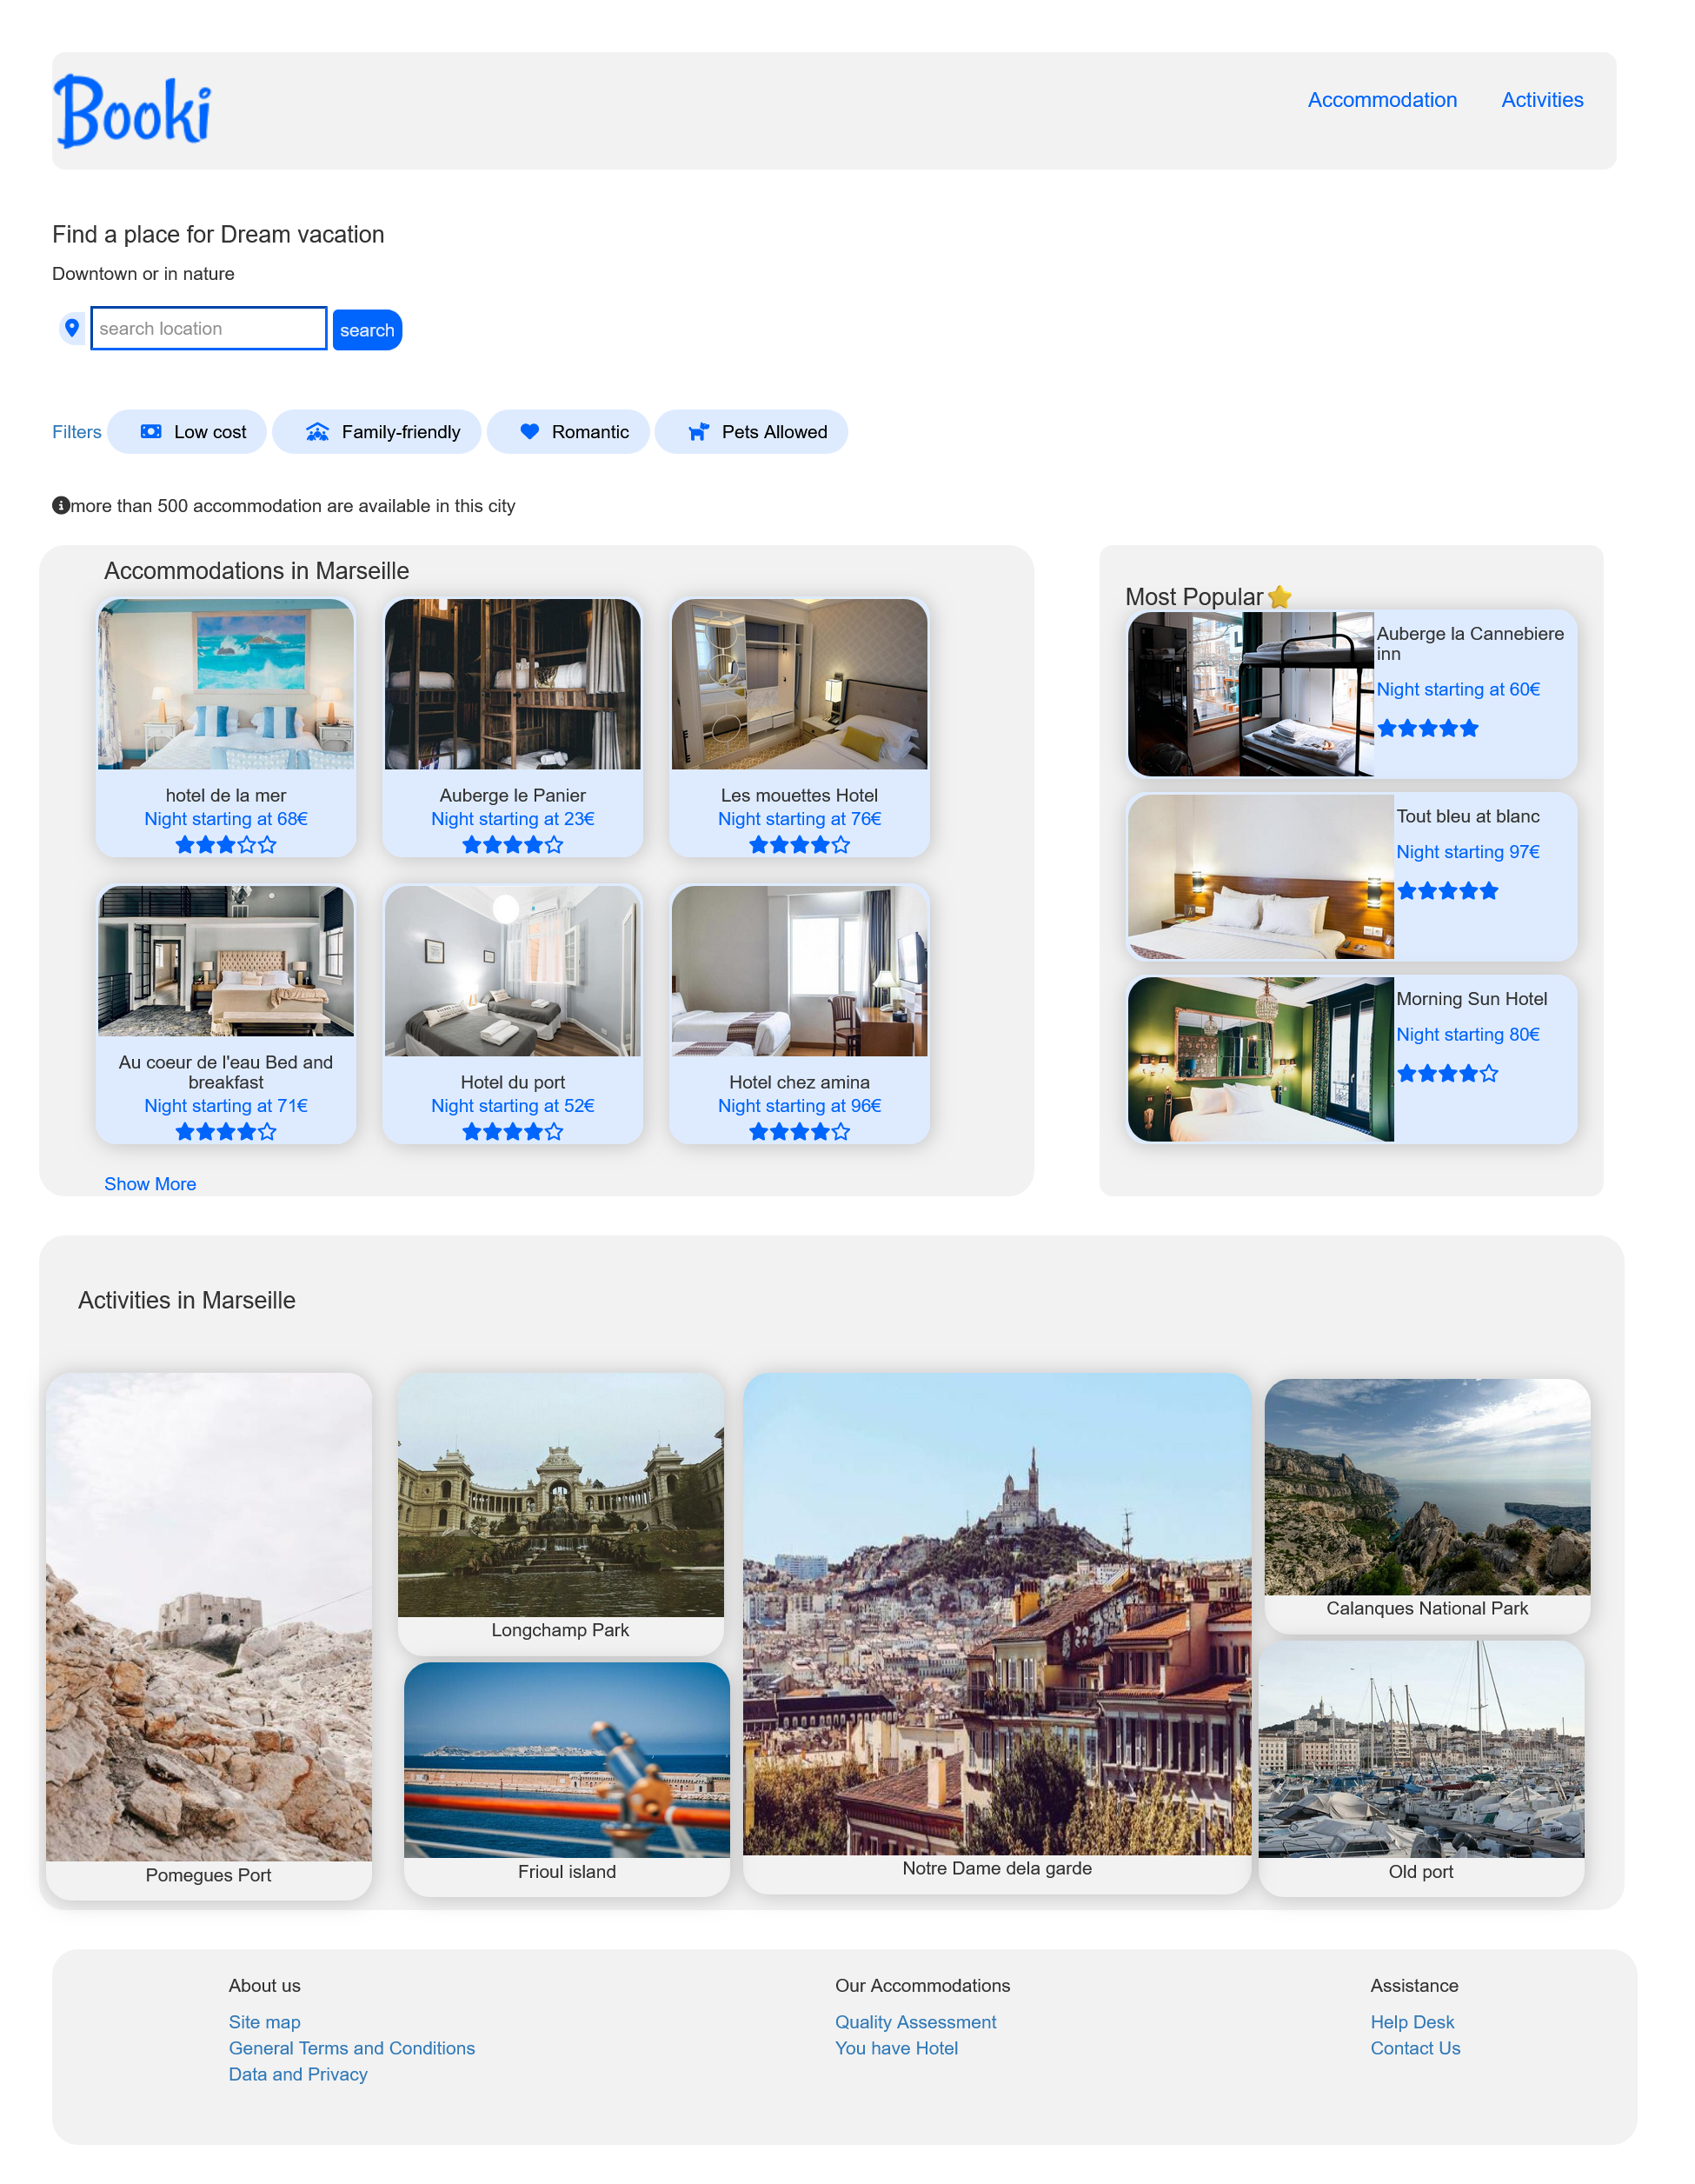 Booki
Accommodation
Activities
Find a place for Dream vacation
Downtown or in nature
search location
search
Filters
Low cost
Family-friendly
Romantic
Pets Allowed
more than 500 accommodation are available in this city
Accommodations in Marseille
hotel de la mer
Night starting at 68€
Auberge le Panier
Night starting at 23€
Les mouettes Hotel
Night starting at 76€
Au coeur de l'eau Bed and
breakfast
Night starting at 71€
Hotel du port
Night starting at 52€
Hotel chez amina
Night starting at 96€
Show More
Most Popular
Auberge la Cannebiere
inn
Night starting at 60€
Tout bleu at blanc
Night starting 97€
Morning Sun Hotel
Night starting 80€
Activities in Marseille
Pomegues Port
Longchamp Park
Frioul island
Notre Dame dela garde
Calanques National Park
Old port
About us
Site map
General Terms and Conditions
Data and Privacy
Our Accommodations
Quality Assessment
You have Hotel
Assistance
Help Desk
Contact Us